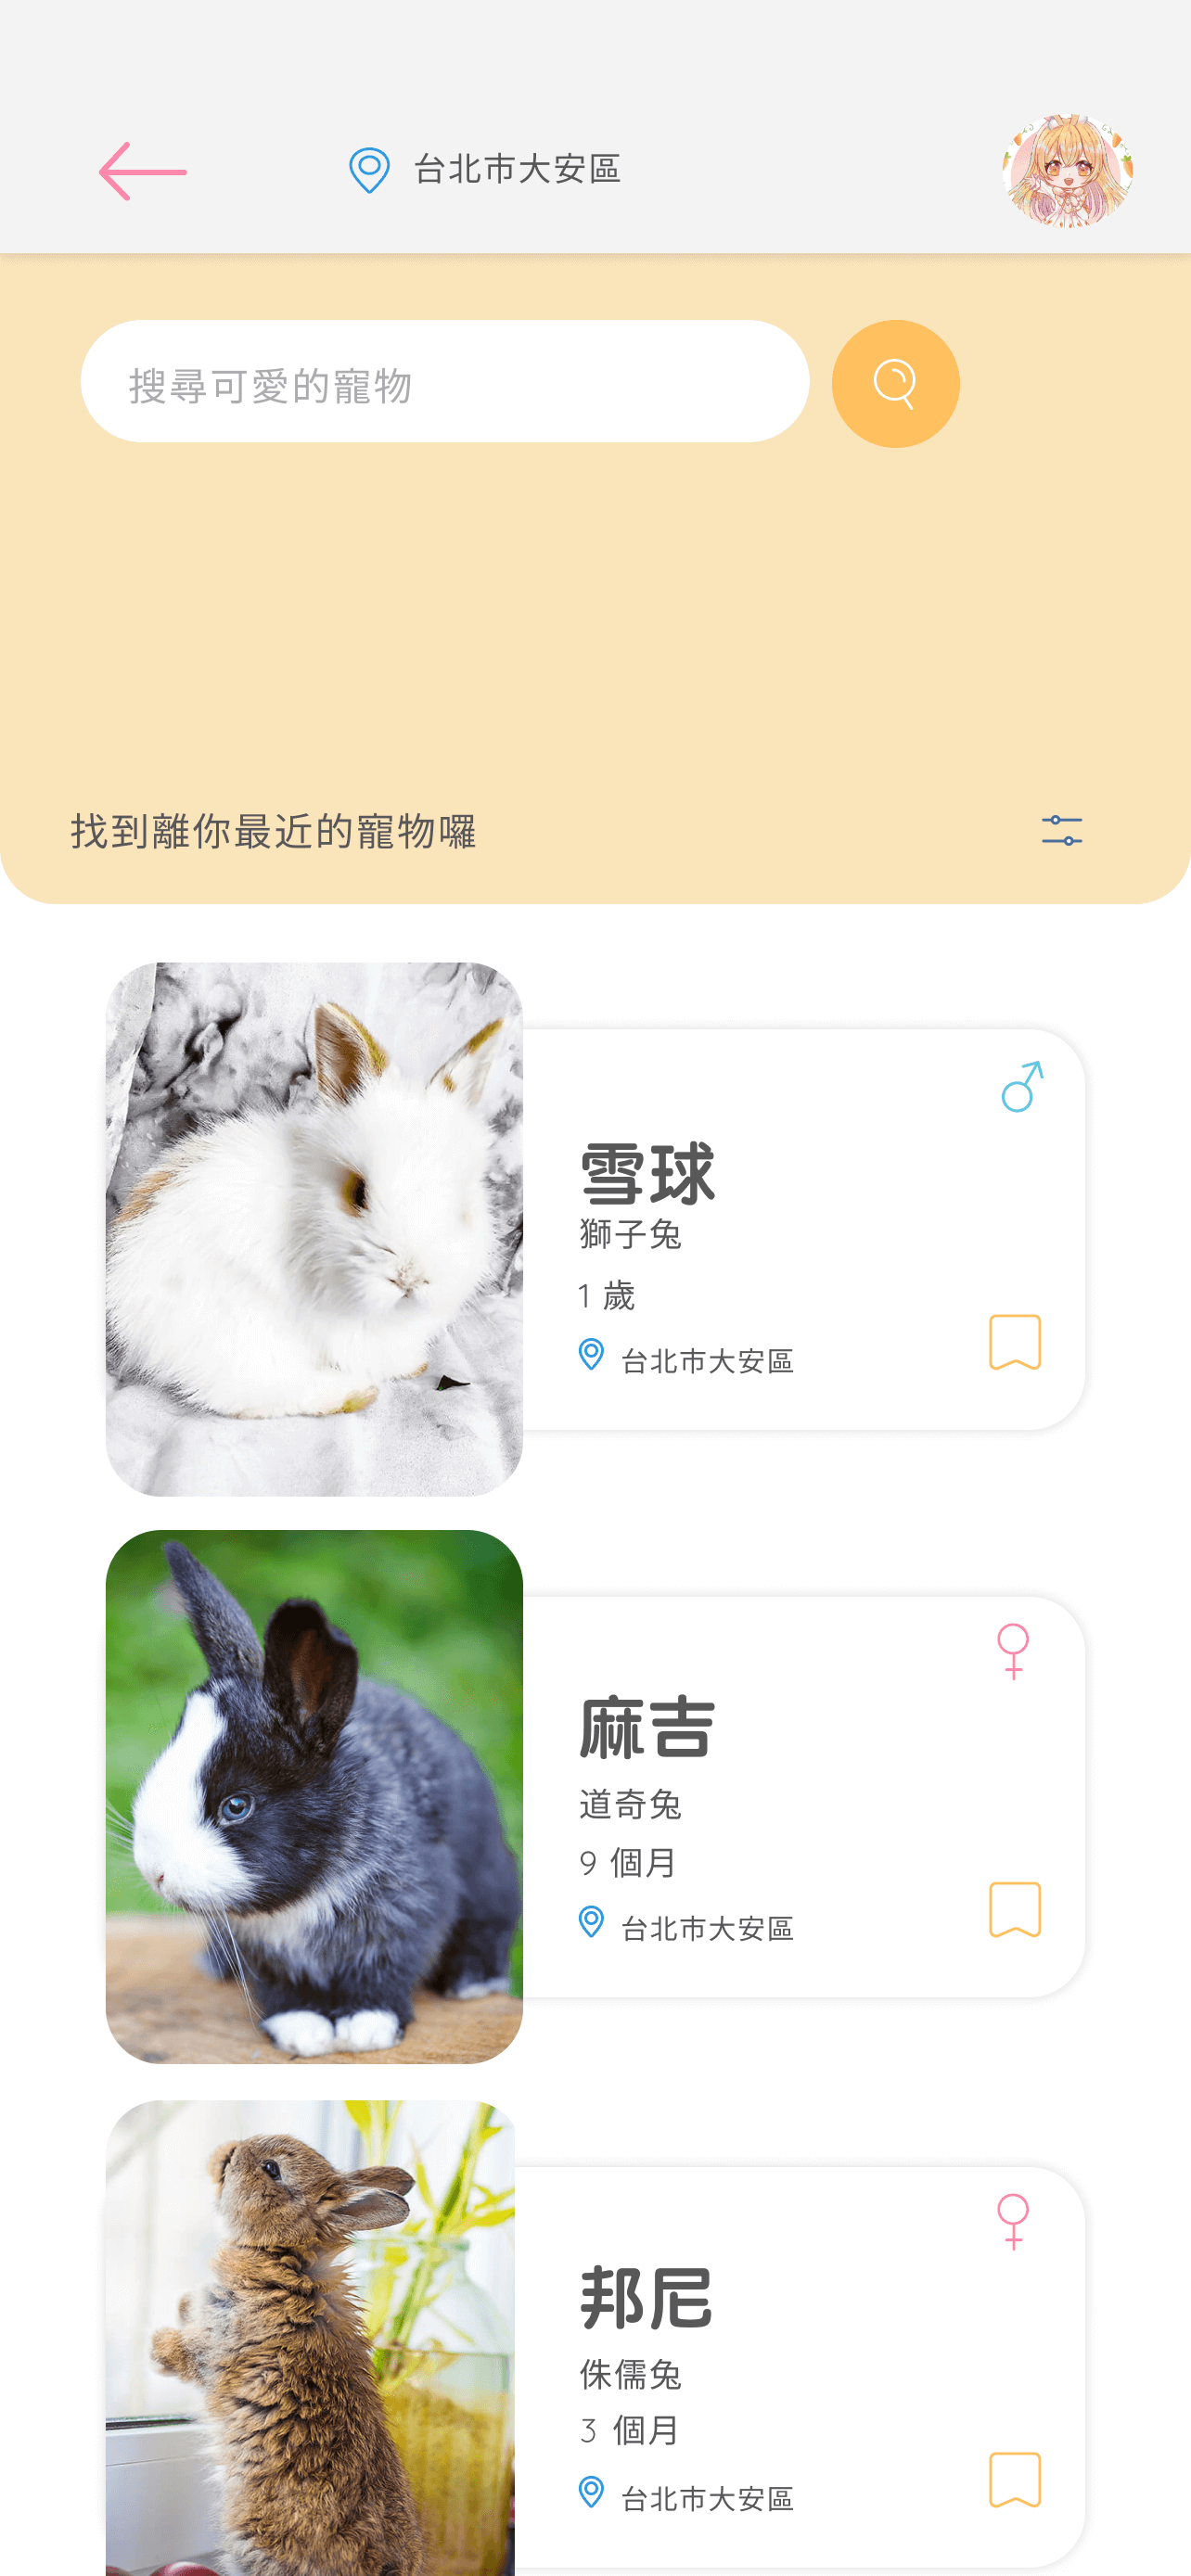 台北市大安區
搜尋可愛的寵物
找到離你最近的寵物囉
雪球
獅子兔
1 歲
台北市大安區
麻吉
道奇兔
9 個月
台北市大安區
邦尼
侏儒兔
3 個月
台北市大安區